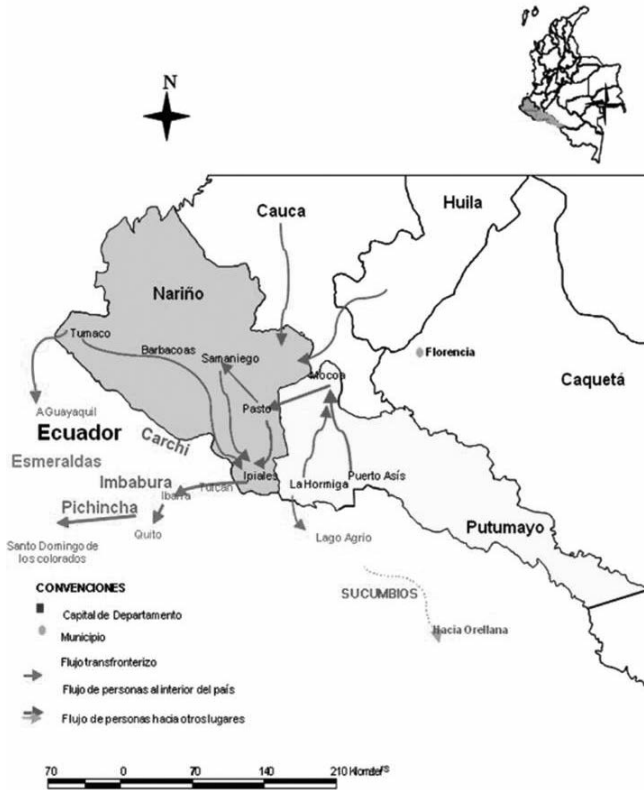 N
Cauca
Huila
Nariño
Tumaco
Barbacoas
Samaniego
Mocoa
Florencia
Caquetá
Pasto
A Guayaquil
Ecuador
Carchi
Esmeraldas
Ipiales
La Hormiga
Puerto Asís
Imbabura
Tulcan
Ibarra
Pichincha
Putumayo
Quito
Lago Agrio
Santo Domingo de
los colorados
CONVENCIONES
SUCUMBIOS
Capital de Departamento
Municipio
Hacia Orellana
Flujo transfronterizo
Flujo de personas al interior del país
Flujo de personas hacia otros lugares
70 0 70 140 210